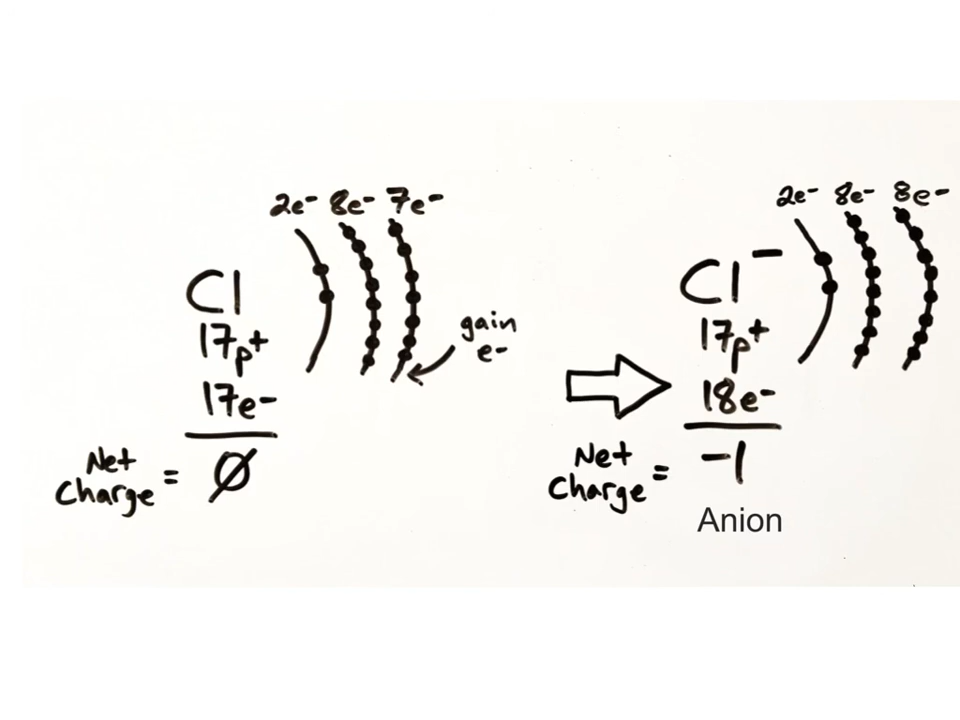 2e- 8e- 7e-
Cl
17p+
17e-
gain
e-
Net
Charge = Ø
2e- 8e- 8e-
Cl-
17p+
18e-
Net
Charge = -1
Anion